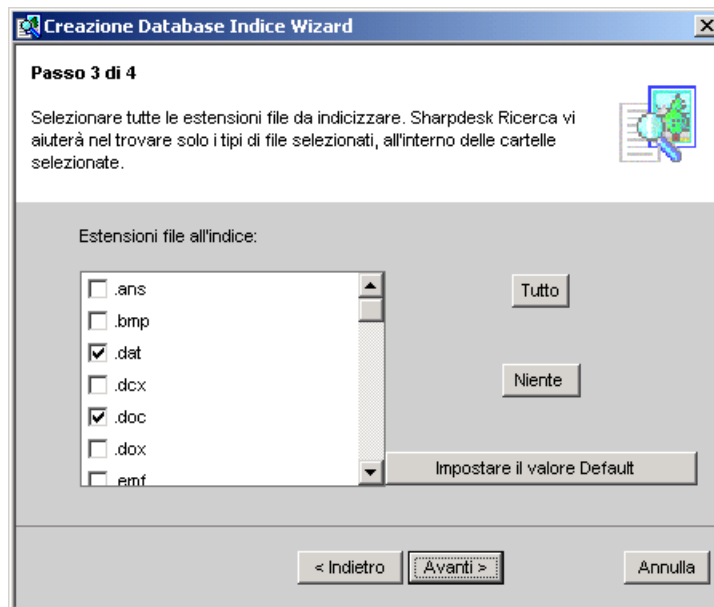 Creazione Database Indice Wizard
Passo 3 di 4
Selezionare tutte le estensioni file da indicizzare. Sharpdesk Ricerca vi
aiuterà nel trovare solo i tipi di file selezionati, all'interno delle cartelle
selezionate.
Estensioni file all'indice:
.ans
.bmp
.dat
.dcx
.doc
.dox
.emf
Tutto
Niente
Impostare il valore Default
< Indietro
Avanti >
Annulla